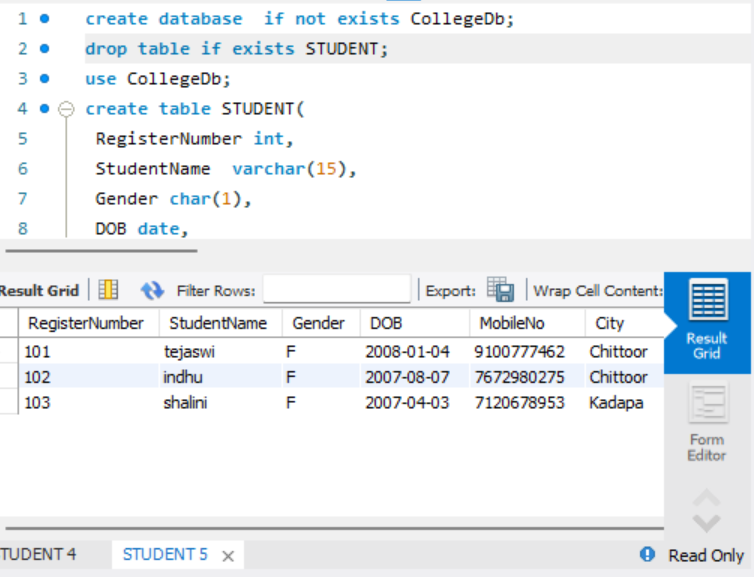 1 create database  if not exists CollegeDb;
2 drop table if exists STUDENT;
3 use CollegeDb;
4 create table STUDENT(
5 RegisterNumber int,
6 StudentName  varchar(15),
7 Gender char(1),
8 DOB date,
Result Grid Filter Rows: Export: Wrap Cell Content:
RegisterNumber StudentName Gender DOB MobileNo City
101 tejaswi F 2008-01-04 9100777462 Chittoor
102 indhu F 2007-08-07 7672980275 Chittoor
103 shalini F 2007-04-03 7120678953 Kadapa
Result
Grid
Form
Editor
TUDENT 4 STUDENT 5 Read Only